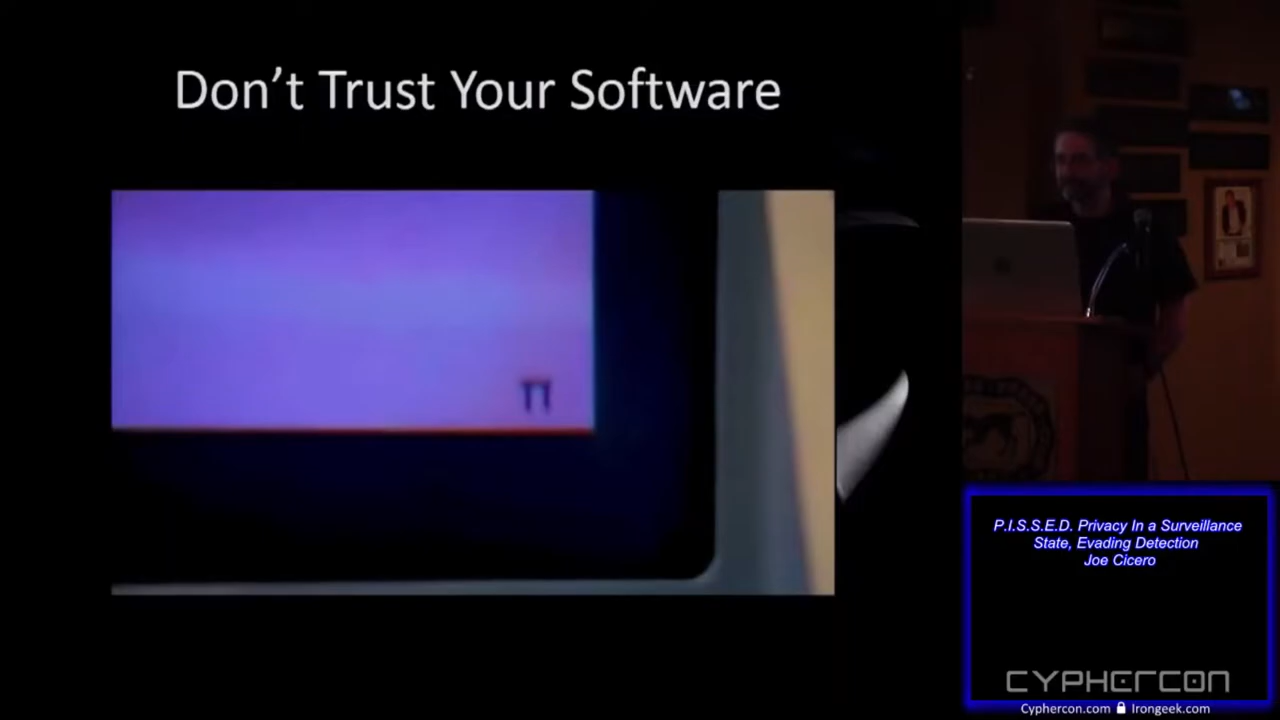 Don't Trust Your Software
π
P.I.S.S.E.D. Privacy In a Surveillance
State, Evading Detection
Joe Cicero
CYPHERCON
Cyphercon.com Irongeek.com